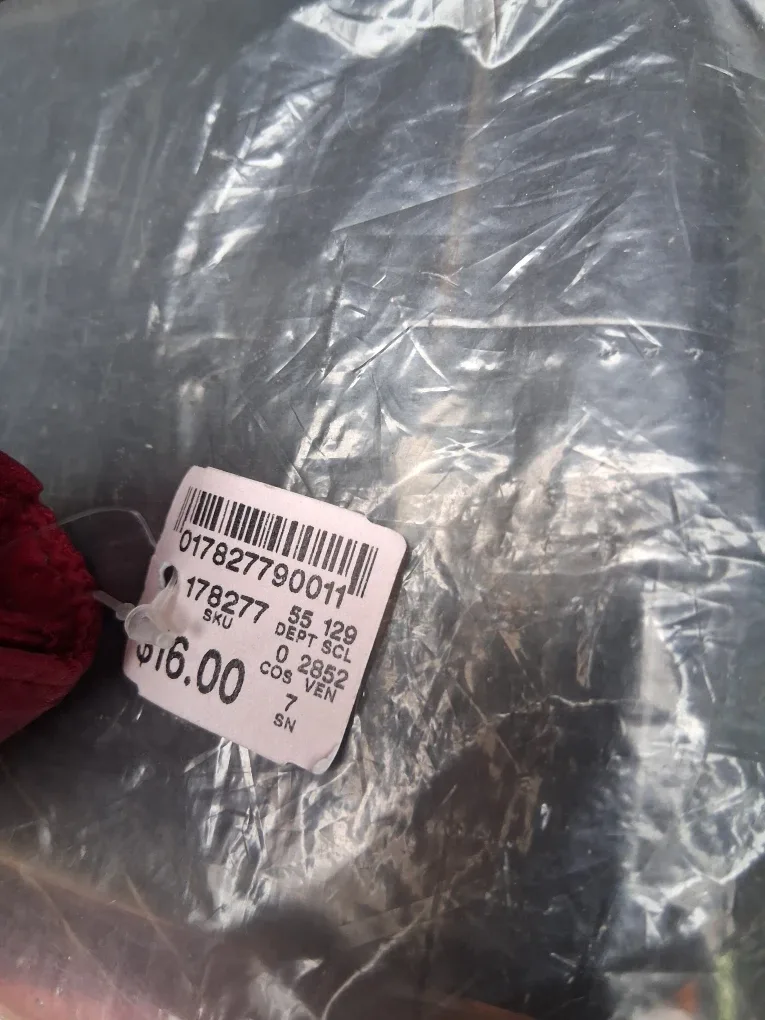 017827790011
178277 55 129
SKU DEPT SCL
0 2852
COS VEN
$16.00 7
SN